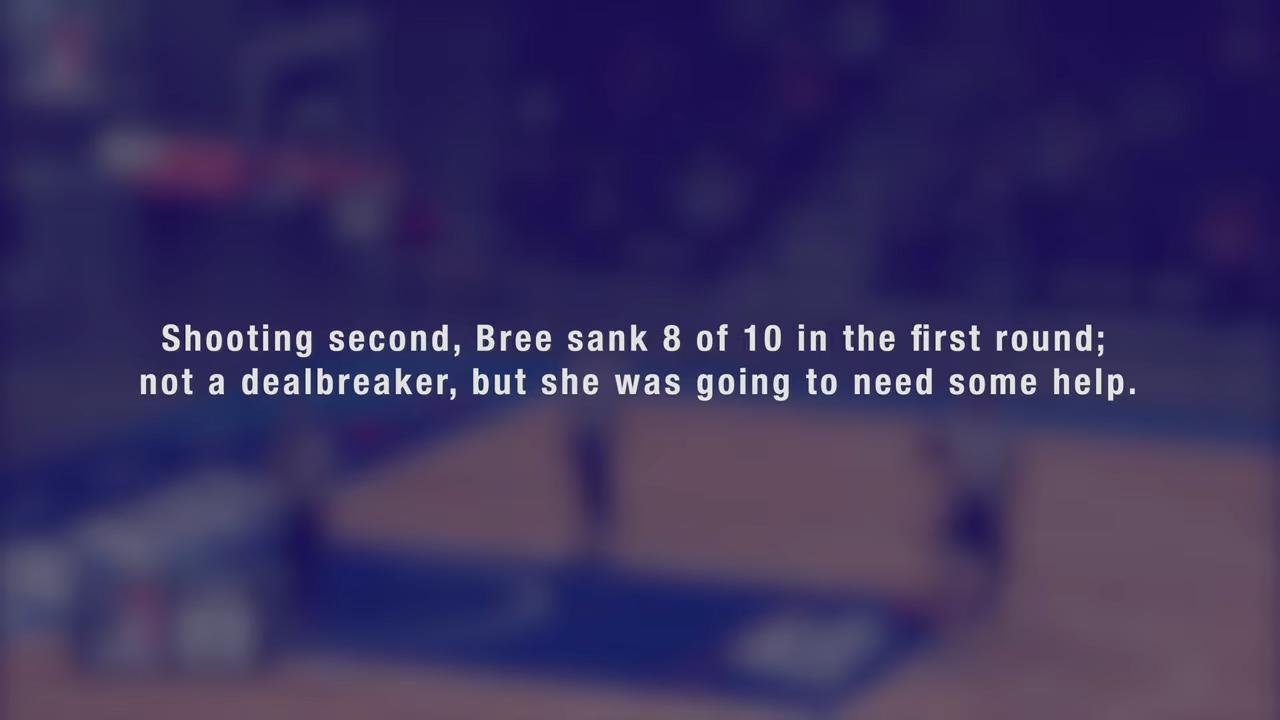 Shooting second, Bree sank 8 of 10 in the first round;
not a dealbreaker, but she was going to need some help.